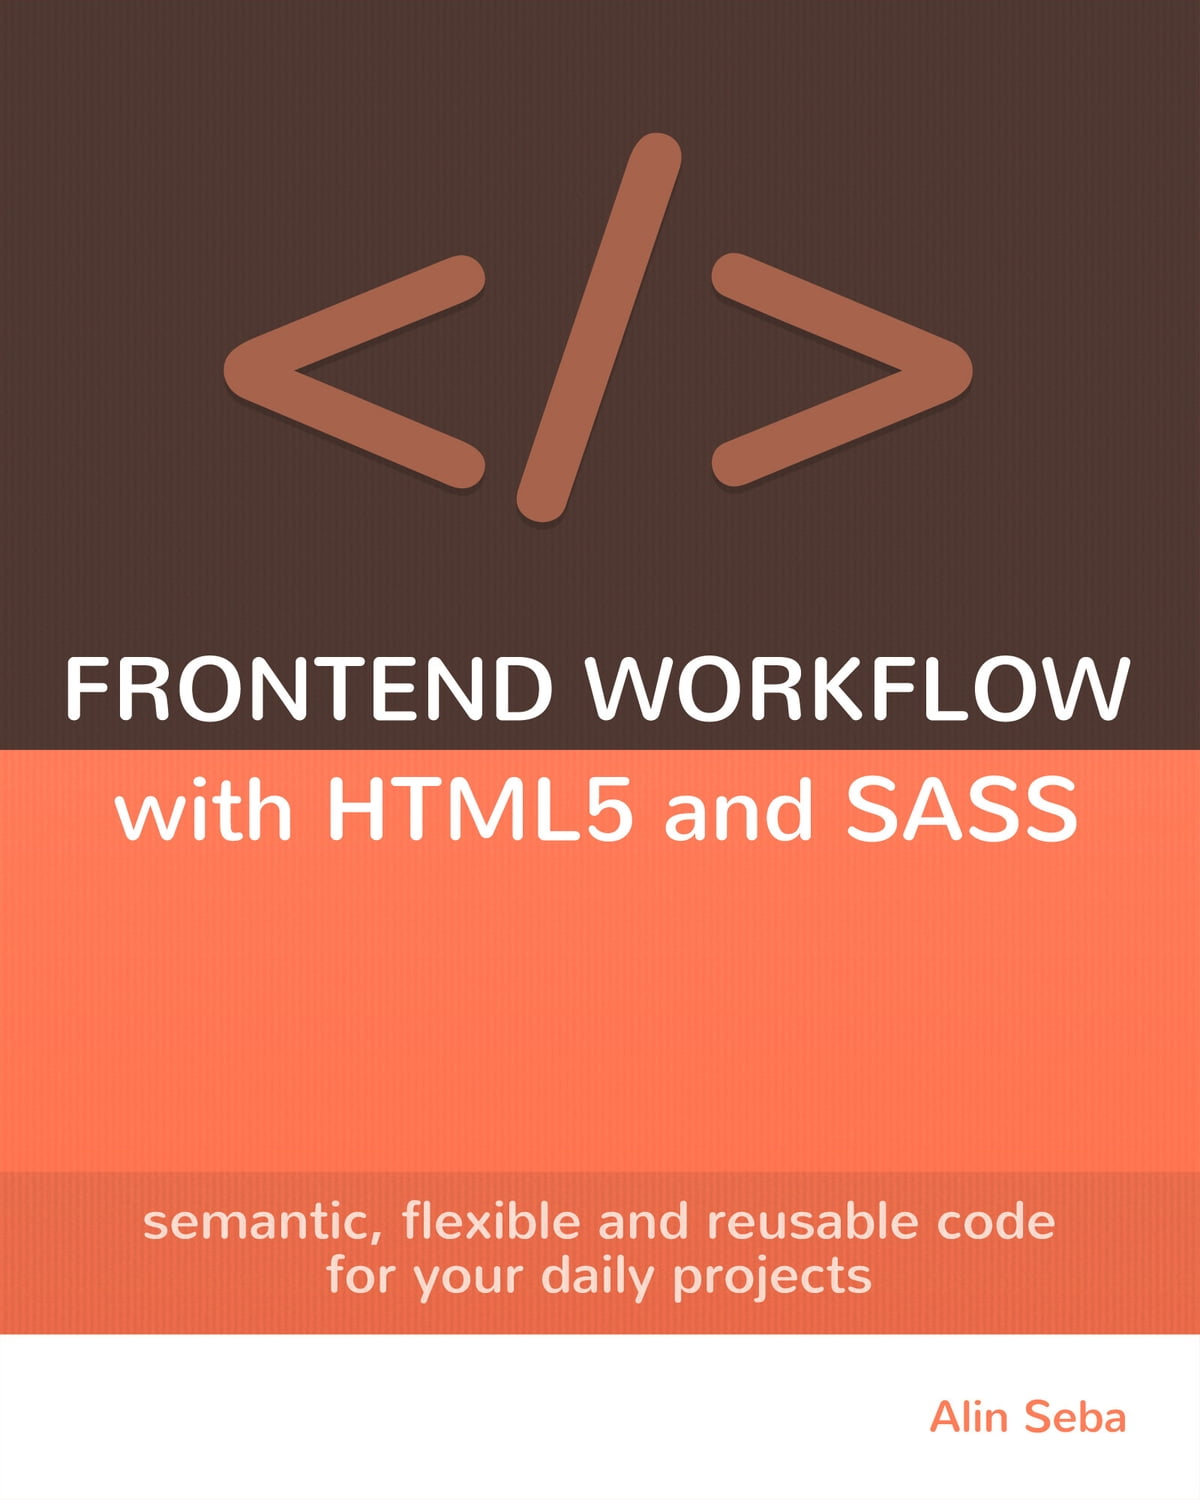 </>
FRONTEND WORKFLOW
with HTML5 and SASS
semantic, flexible and reusable code
for your daily projects
Alin Seba